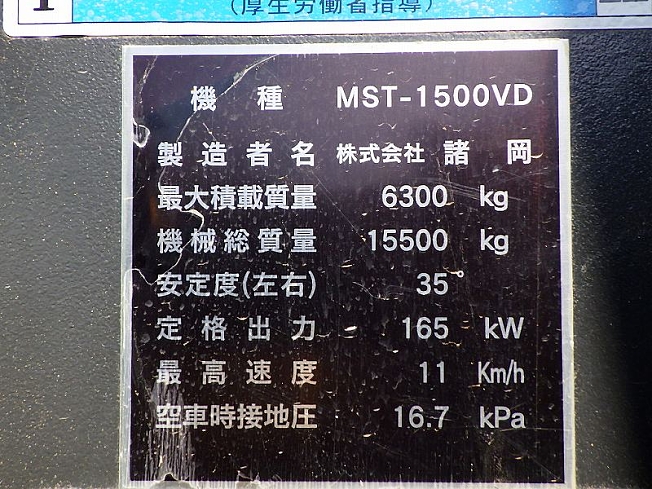 (厚生労働省指導)
機種 MST-1500VD
製造者名 株式会社 諸岡
最大積載質量 6300 kg
機械総質量 15500 kg
安定度(左右) 35°
定格出力 165 kW
最高速度 11 Km/h
空車時接地圧 16.7 kPa